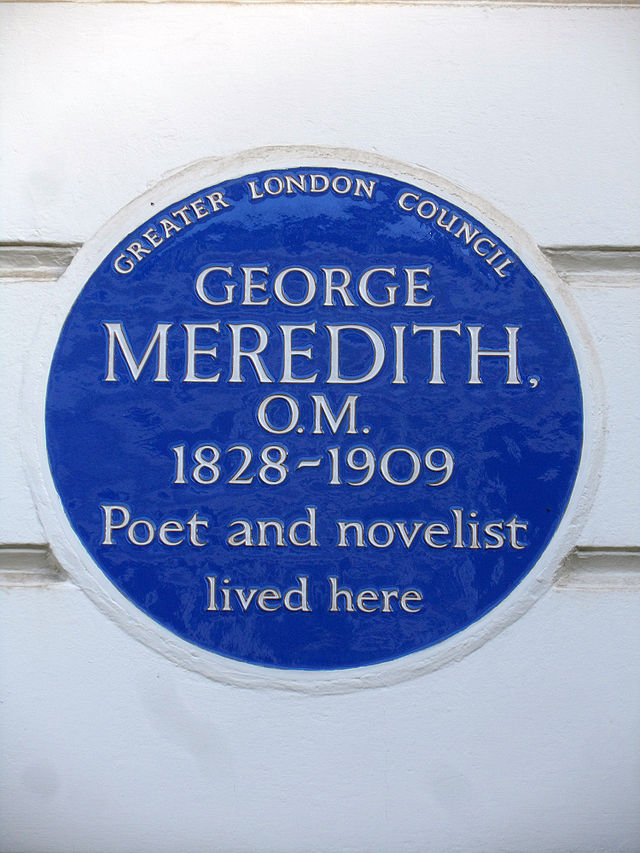 GREATER LONDON COUNCIL
GEORGE
MEREDITH,
O.M.
1828-1909
Poet and novelist
lived here